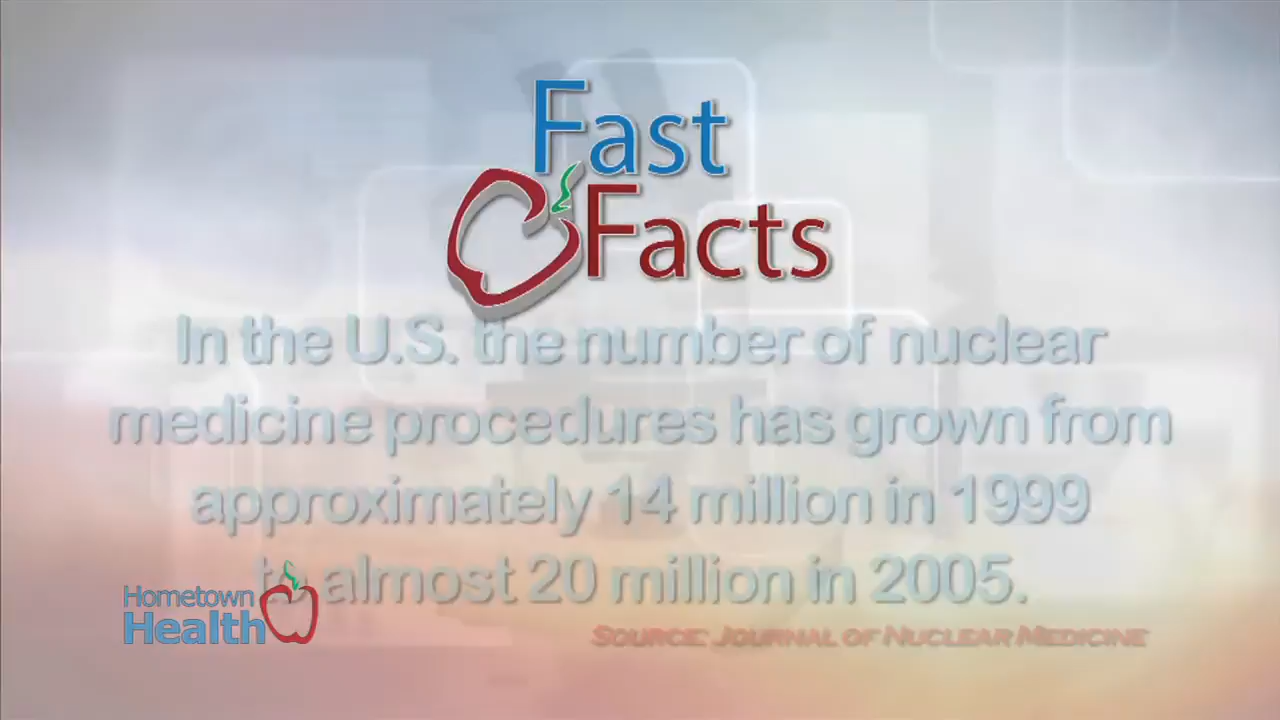 Fast
Facts
In the U.S. the number of nuclear
medicine procedures has grown from
approximately 14 million in 1999
to almost 20 million in 2005.
Hometown
Health
SOURCE: JOURNAL OF NUCLEAR MEDICINE